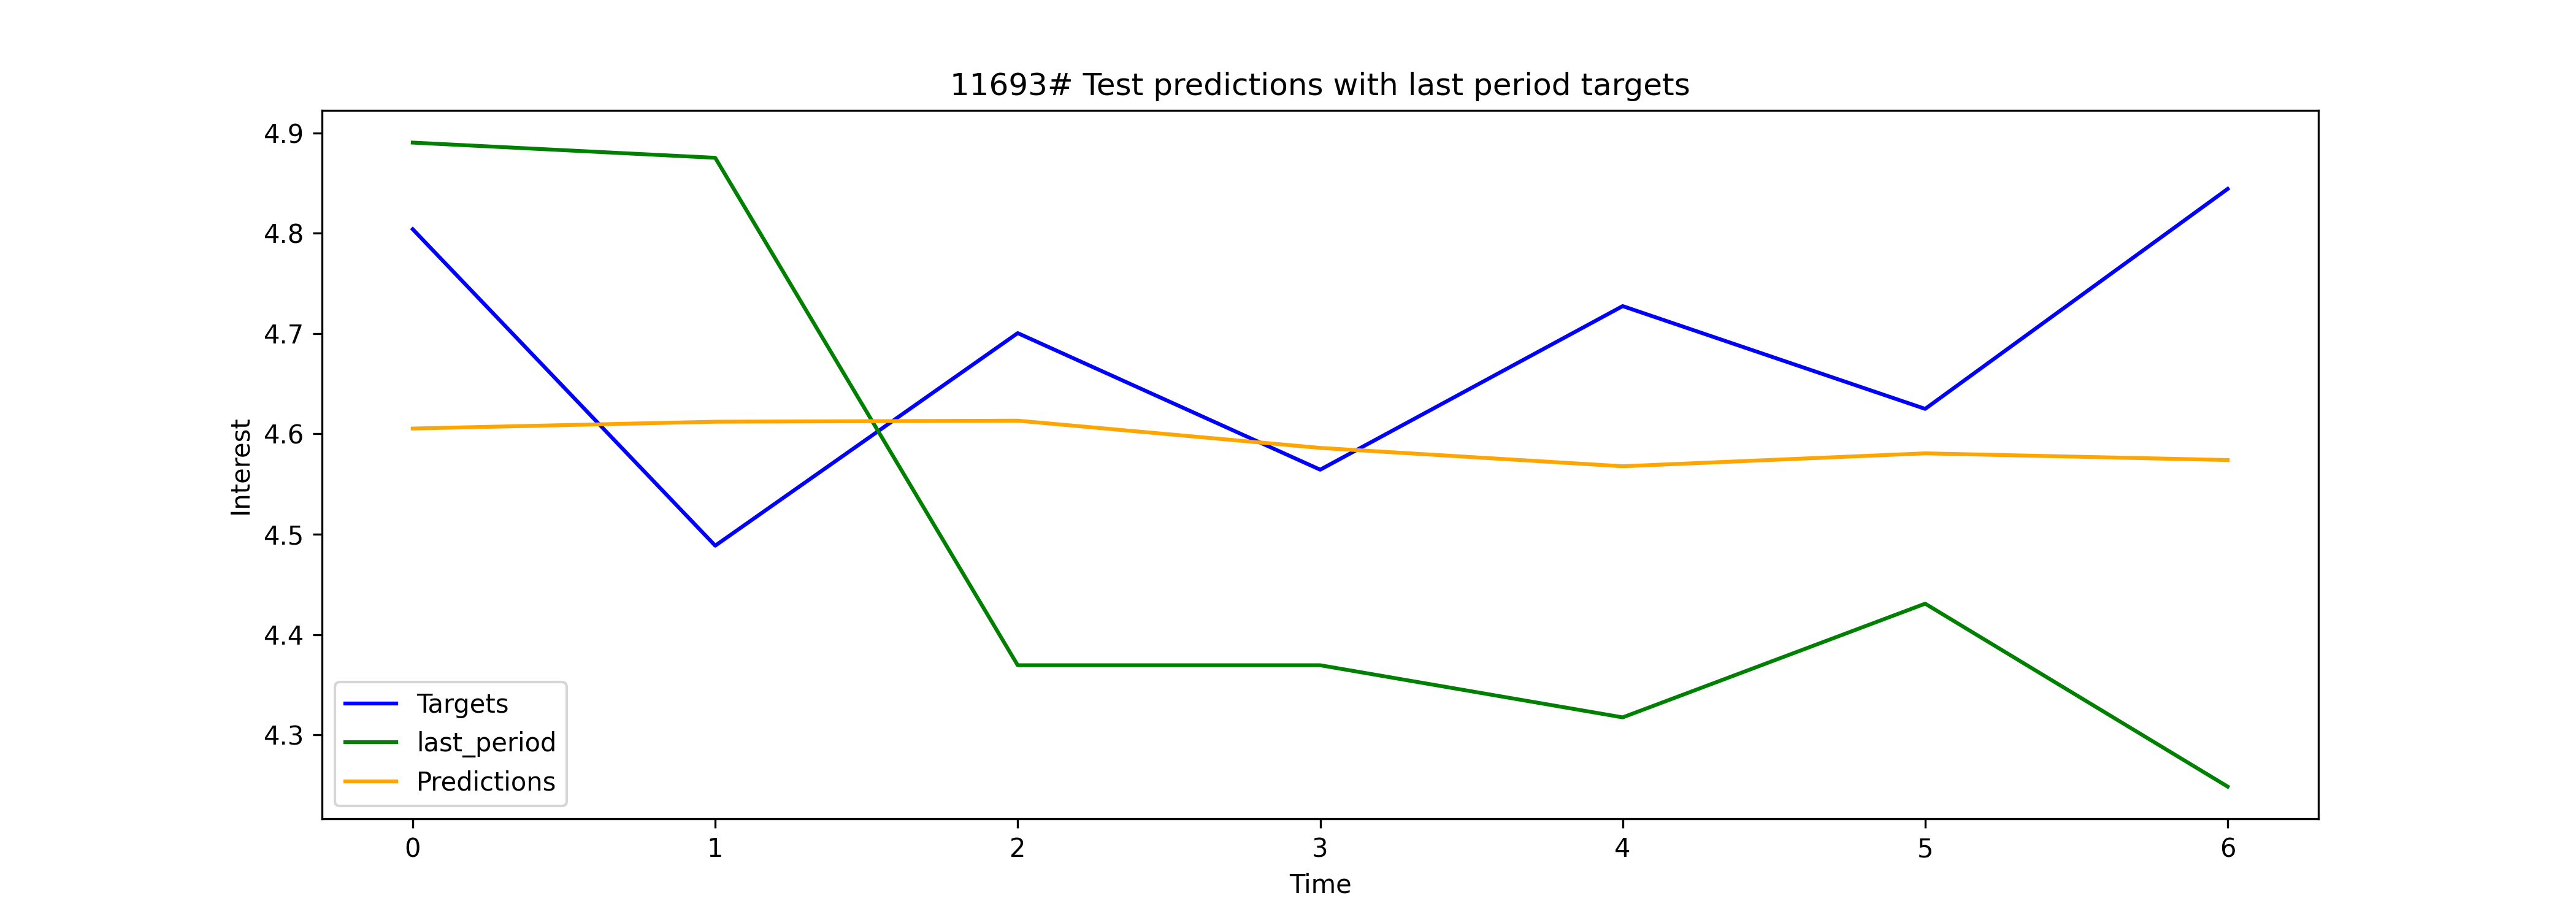 11693# Test predictions with last period targets
4.9
4.8
4.7
4.6
4.5
4.4
4.3
Interest
Targets
last_period
Predictions
0 1 2 3 4 5 6
Time